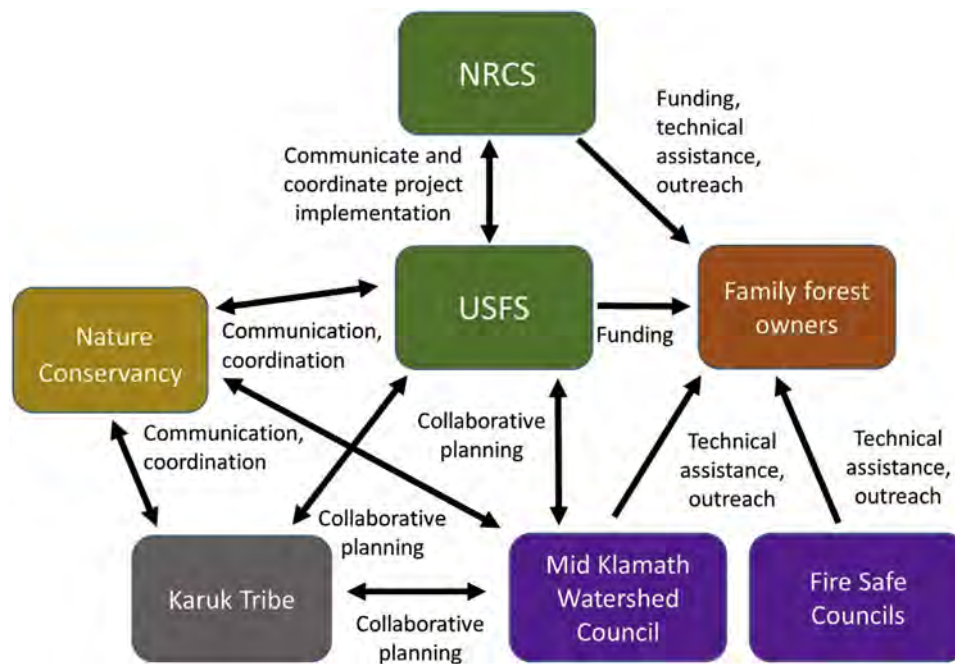 NRCS
Funding,
technical
assistance,
outreach
Communicate and
coordinate project
implementation
USFS
Family forest
owners
Funding
Nature
Conservancy
Communication,
coordination
Communication,
coordination
Collaborative
planning
Technical
assistance,
outreach
Technical
assistance,
outreach
Collaborative
planning
Karuk Tribe
Collaborative
planning
Mid Klamath
Watershed
Council
Fire Safe
Councils